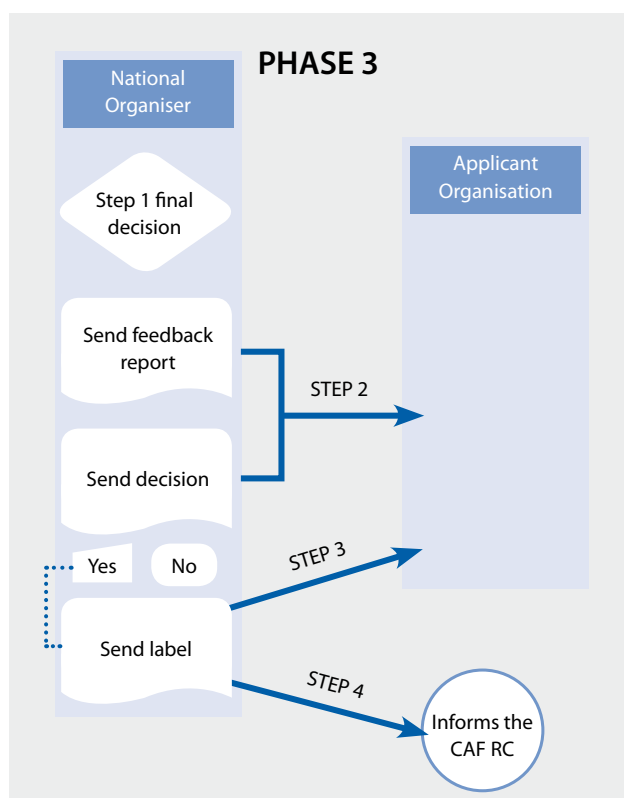 PHASE 3
National
Organiser
Applicant
Organisation
Step 1 final
decision
Send feedback
report
STEP 2
Send decision
Yes
No
STEP 3
Send label
STEP 4
Informs the
CAF RC